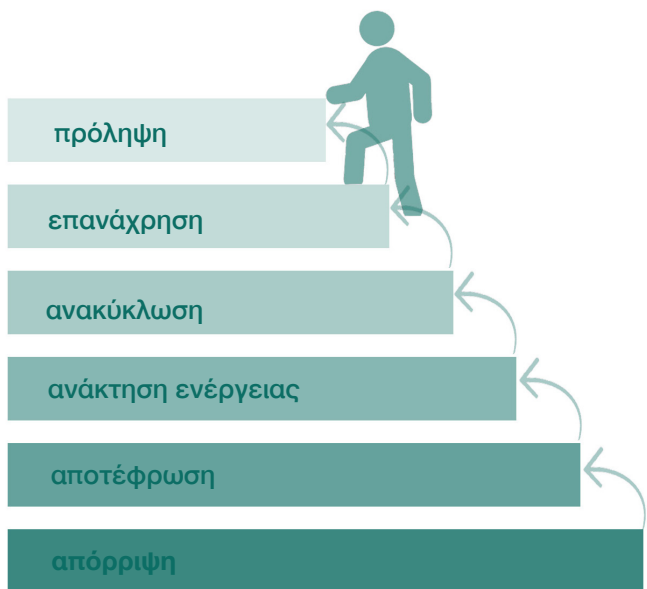 πρόληψη
επανάχρηση
ανακύκλωση
ανάκτηση ενέργειας
αποτέφρωση
απόρριψη